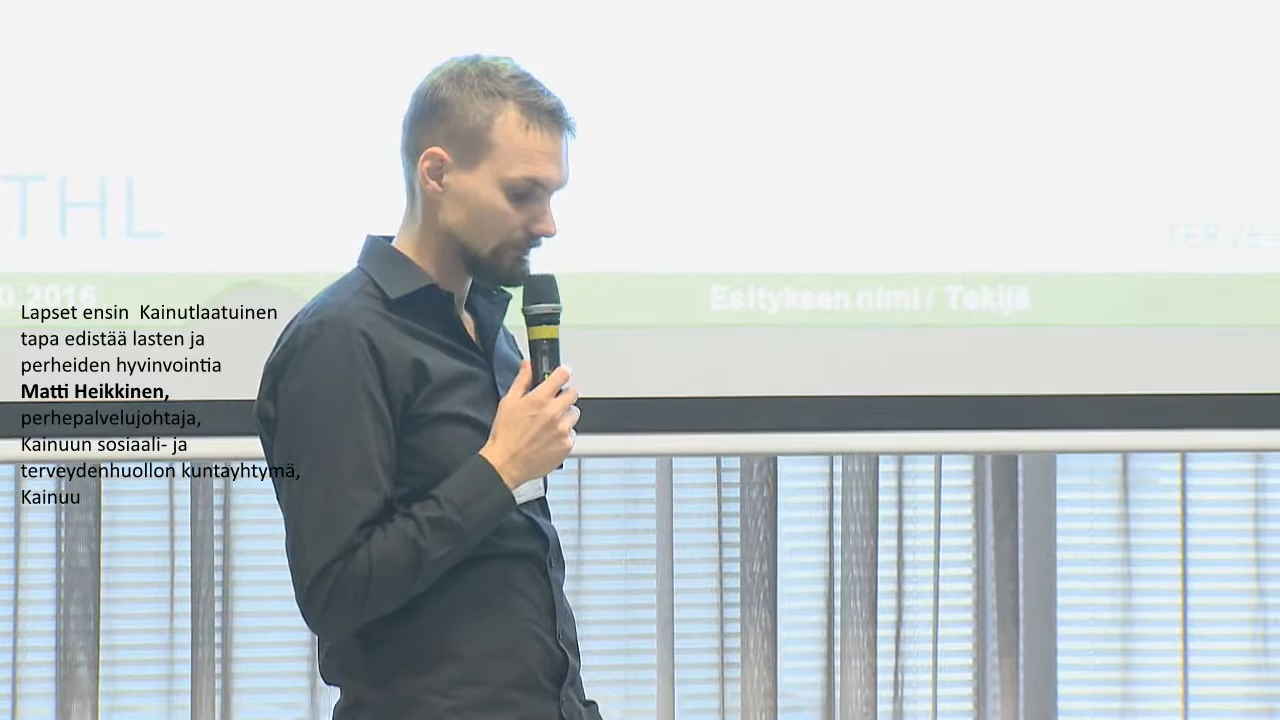 THL
0.2016
Esityksen nimi / Tekijä
Lapset ensin  Kainutlaatuinen
tapa edistää lasten ja
perheiden hyvinvointia
Matti Heikkinen,
perhepalvelujohtaja,
Kainuun sosiaali- ja
terveydenhuollon kuntayhtymä,
Kainuu